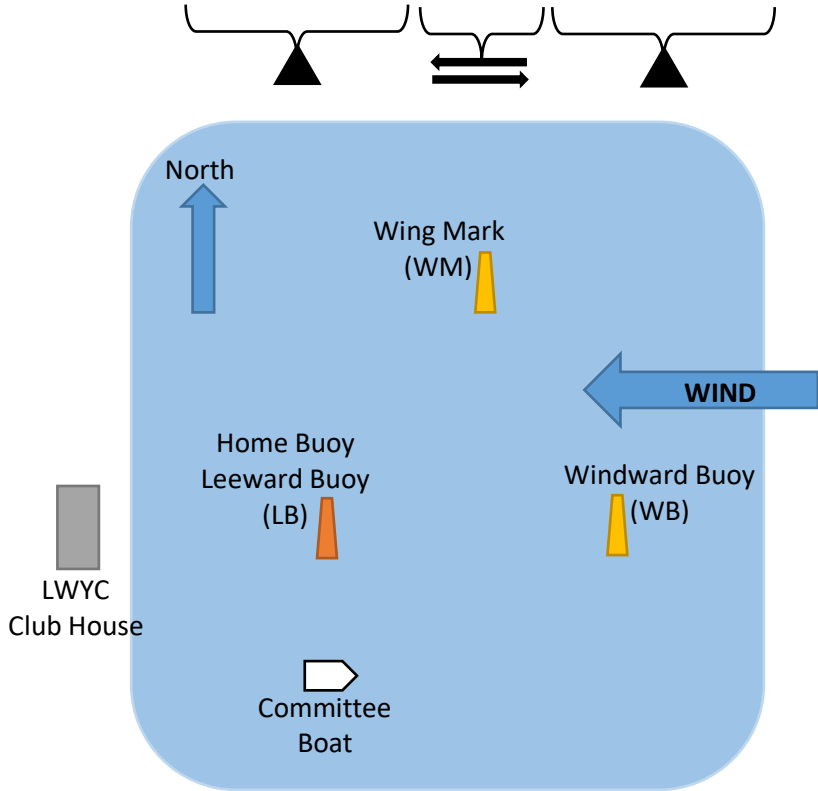 North
Wing Mark
(WM)
WIND
Home Buoy
Leeward Buoy
(LB)
Windward Buoy
(WB)
LWYC
Club House
Committee
Boat